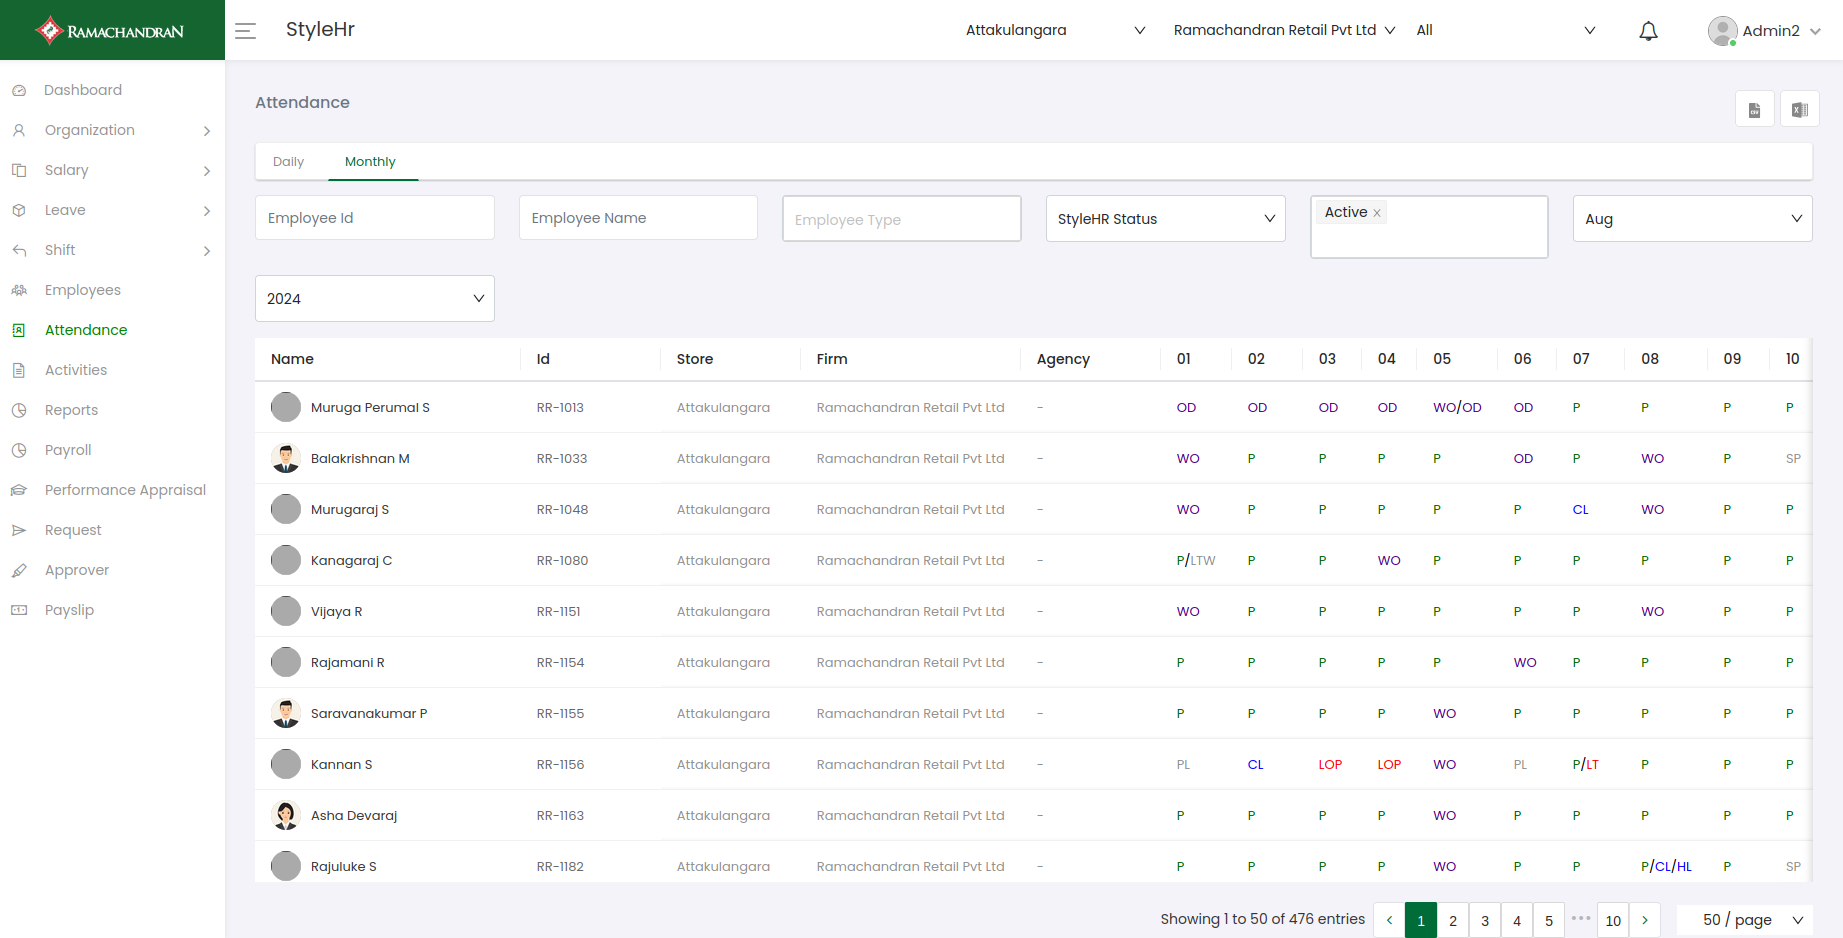 RAMACHANDRAN
StyleHr
Attakulangara
Ramachandran Retail Pvt Ltd
All
Admin2
Dashboard
Organization
Salary
Leave
Shift
Employees
Attendance
Activities
Reports
Payroll
Performance Appraisal
Request
Approver
Payslip
Attendance
Daily Monthly
Employee Id Employee Name Employee Type StyleHR Status Active x Aug
2024
Name Id Store Firm Agency 01 02 03 04 05 06 07 08 09 10
Muruga Perumal S RR-1013 Attakulangara Ramachandran Retail Pvt Ltd - OD OD OD OD WO/OD OD P P P P
Balakrishnan M RR-1033 Attakulangara Ramachandran Retail Pvt Ltd - WO P P P P OD P WO P SP
Murugaraj S RR-1048 Attakulangara Ramachandran Retail Pvt Ltd - WO P P P P P CL WO P P
Kanagaraj C RR-1080 Attakulangara Ramachandran Retail Pvt Ltd - P/LTW P P WO P P P P P P
Vijaya R RR-1151 Attakulangara Ramachandran Retail Pvt Ltd - WO P P P P P P WO P P
Rajamani R RR-1154 Attakulangara Ramachandran Retail Pvt Ltd - P P P P P WO P P P P
Saravanakumar P RR-1155 Attakulangara Ramachandran Retail Pvt Ltd - P P P P WO P P P P P
Kannan S RR-1156 Attakulangara Ramachandran Retail Pvt Ltd - PL CL LOP LOP WO PL P/LT P P P
Asha Devaraj RR-1163 Attakulangara Ramachandran Retail Pvt Ltd - P P P P WO P P P P P
Rajuluke S RR-1182 Attakulangara Ramachandran Retail Pvt Ltd - P P P P WO P P P/CL/HL P SP
Showing 1 to 50 of 476 entries < 1 2 3 4 5 ••• 10 > 50 / page